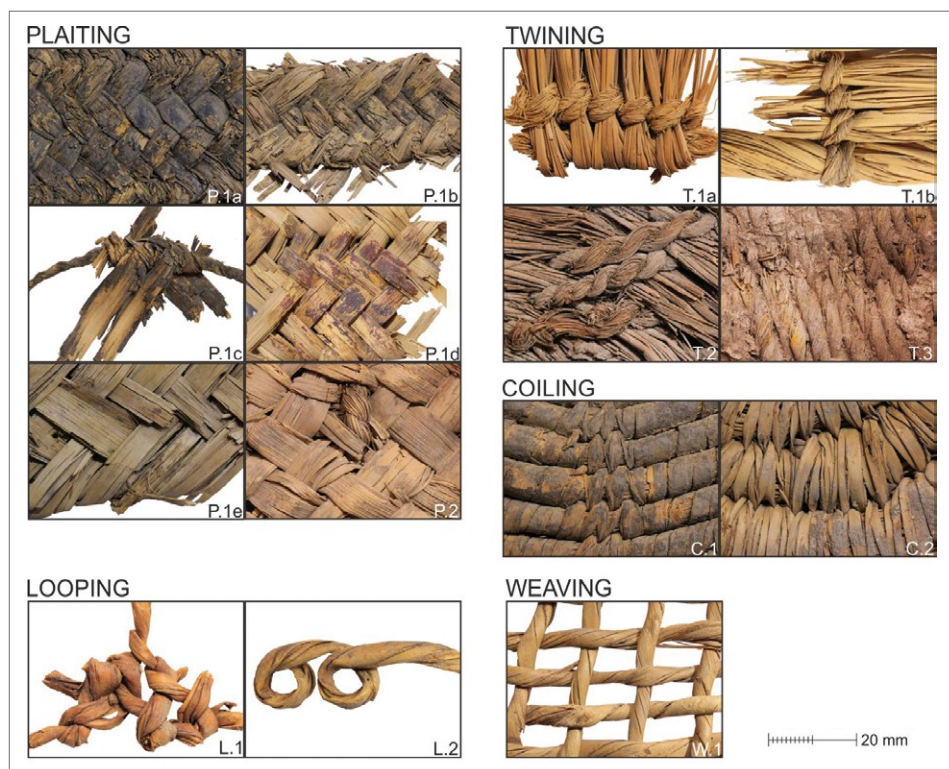 PLAITING
P.1a
P.1b
P.1c
P.1d
P.1e
P.2
TWINING
T.1a
T.1b
T.2
T.3
COILING
C.1
C.2
LOOPING
L.1
L.2
WEAVING
W.1
20 mm